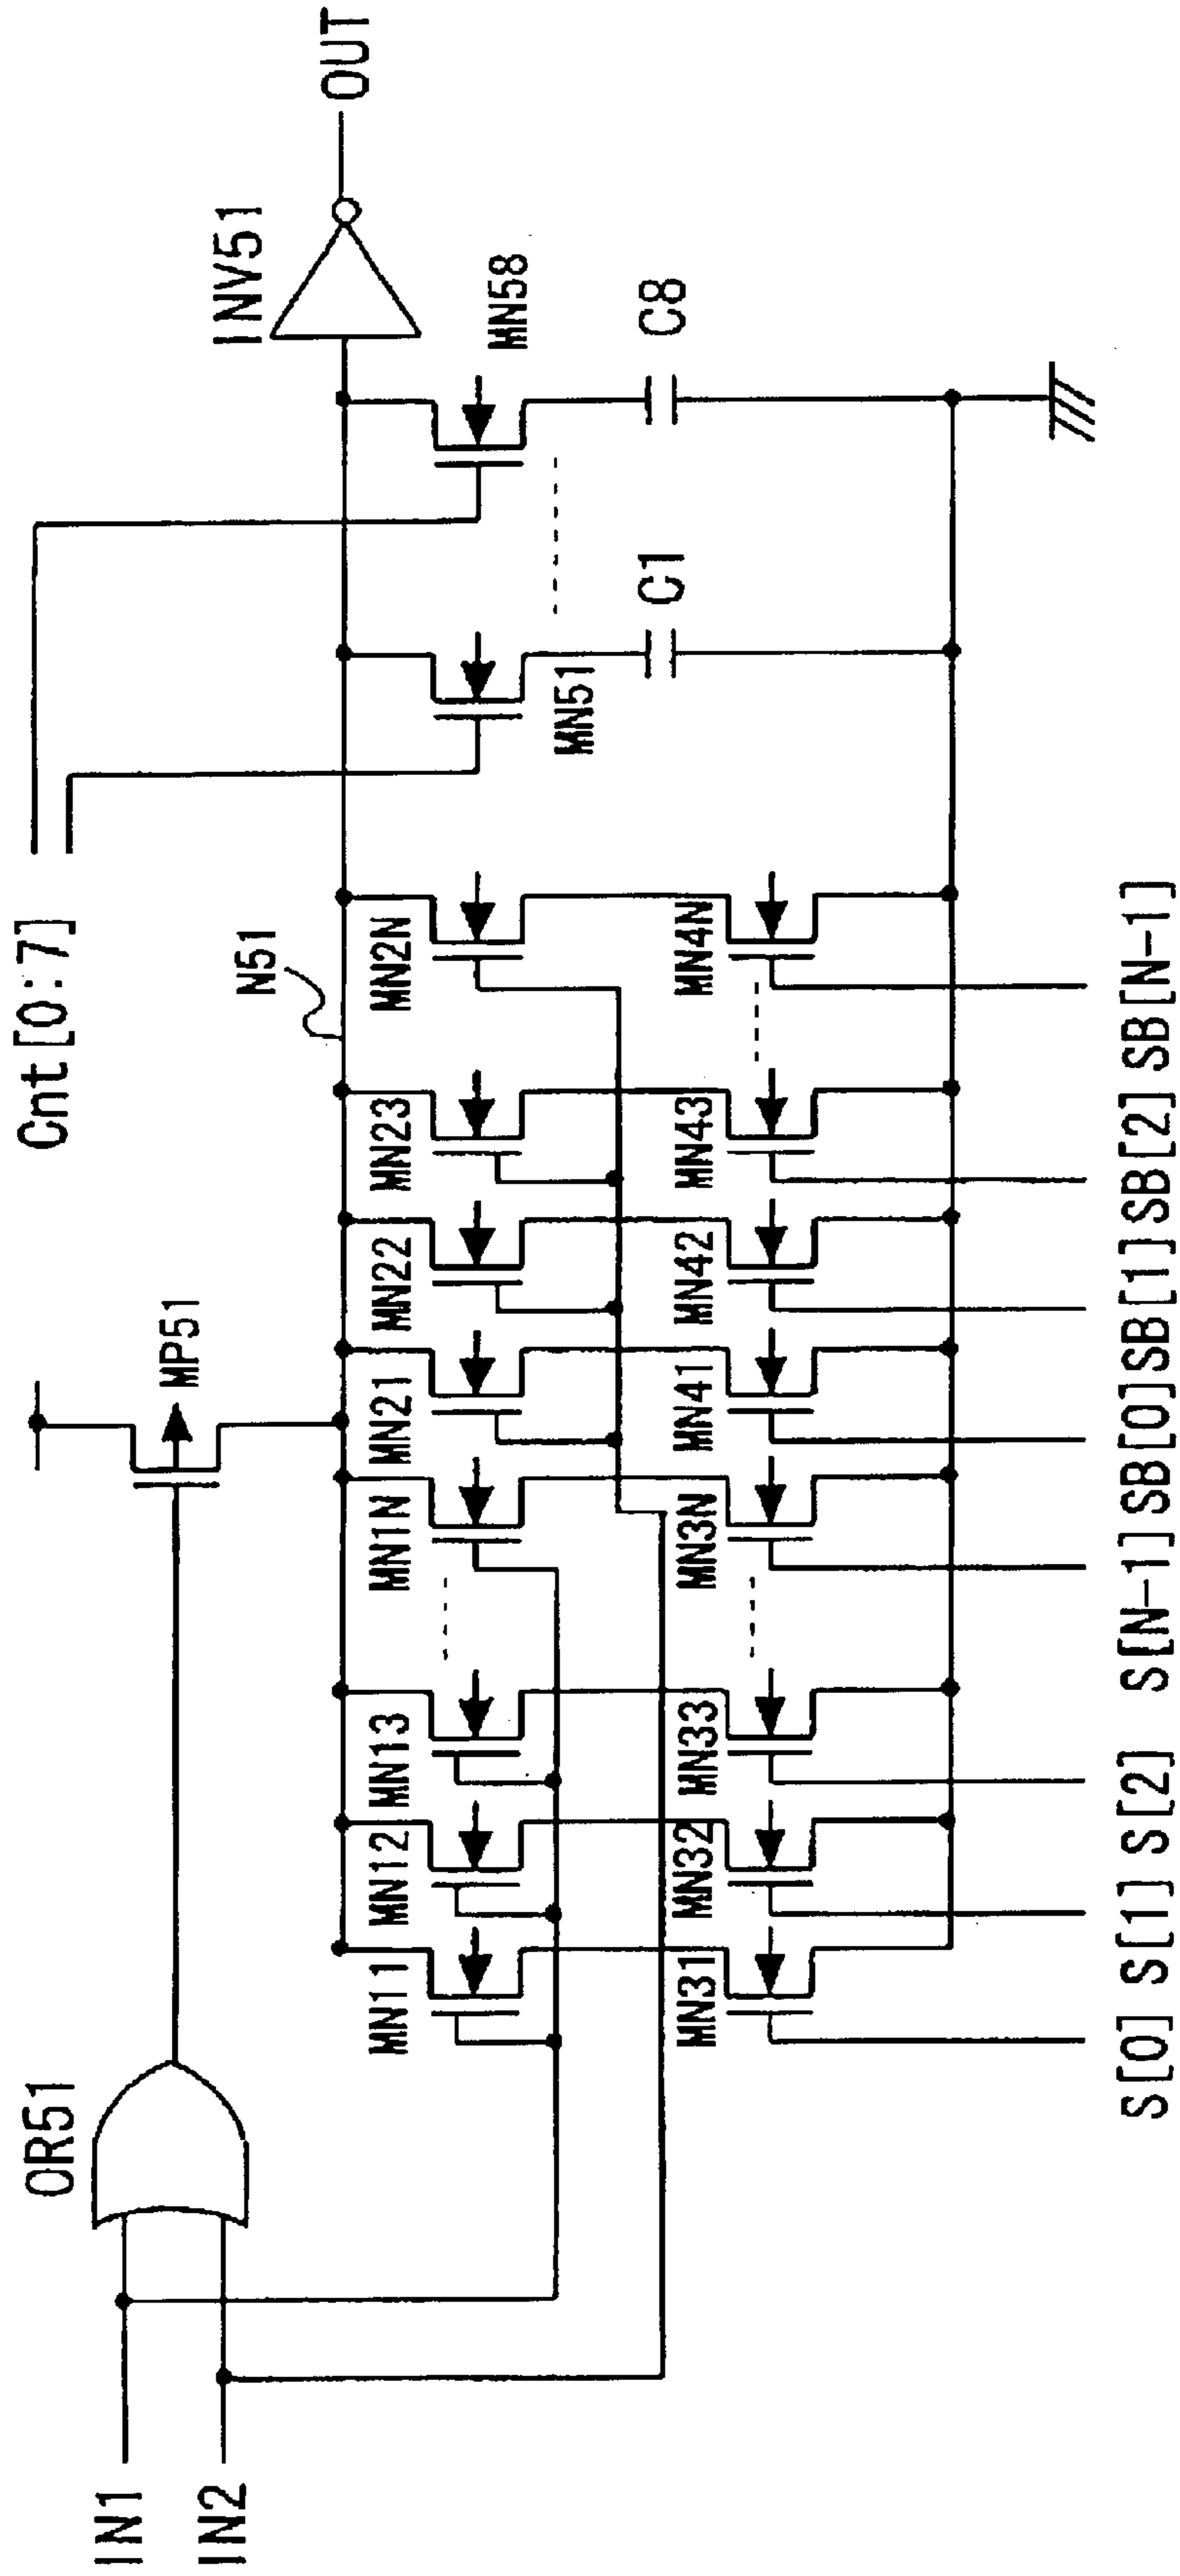 Cnt[0:7]
OR51
MP51
INV51
OUT
IN1
IN2
N51
MN11
MN12
MN13
MN1N
MN21
MN22
MN23
MN2N
MN51
MN58
C1
C8
MN31
MN32
MN33
MN3N
MN41
MN42
MN43
MN4N
S[0] S[1] S[2] S[N-1] SB[0] SB[1] SB[2] SB[N-1]